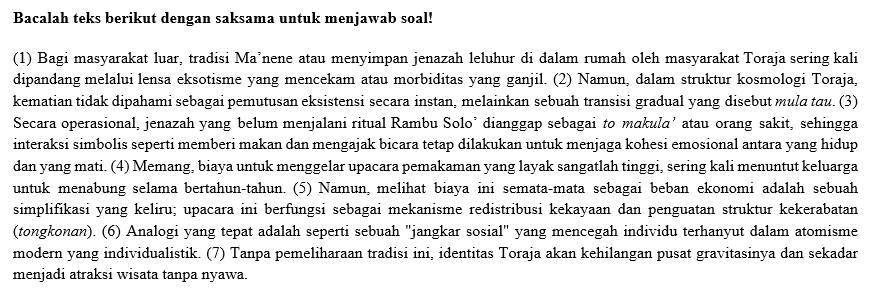 Bacalah teks berikut dengan saksama untuk menjawab soal!
(1) Bagi masyarakat luar, tradisi Ma’nene atau menyimpan jenazah leluhur di dalam rumah oleh masyarakat Toraja sering kali
dipandang melalui lensa eksotisme yang mencekam atau morbiditas yang ganjil. (2) Namun, dalam struktur kosmologi Toraja,
kematian tidak dipahami sebagai pemutusan eksistensi secara instan, melainkan sebuah transisi gradual yang disebut mula tau. (3)
Secara operasional, jenazah yang belum menjalani ritual Rambu Solo’ dianggap sebagai to makula’ atau orang sakit, sehingga
interaksi simbolis seperti memberi makan dan mengajak bicara tetap dilakukan untuk menjaga kohesi emosional antara yang hidup
dan yang mati. (4) Memang, biaya untuk menggelar upacara pemakaman yang layak sangatlah tinggi, sering kali menuntut keluarga
untuk menabung selama bertahun-tahun. (5) Namun, melihat biaya ini semata-mata sebagai beban ekonomi adalah sebuah
simplifikasi yang keliru; upacara ini berfungsi sebagai mekanisme redistribusi kekayaan dan penguatan struktur kekerabatan
(tongkonan). (6) Analogi yang tepat adalah seperti sebuah "jangkar sosial" yang mencegah individu terhanyut dalam atomisme
modern yang individualistik. (7) Tanpa pemeliharaan tradisi ini, identitas Toraja akan kehilangan pusat gravitasinya dan sekadar
menjadi atraksi wisata tanpa nyawa.